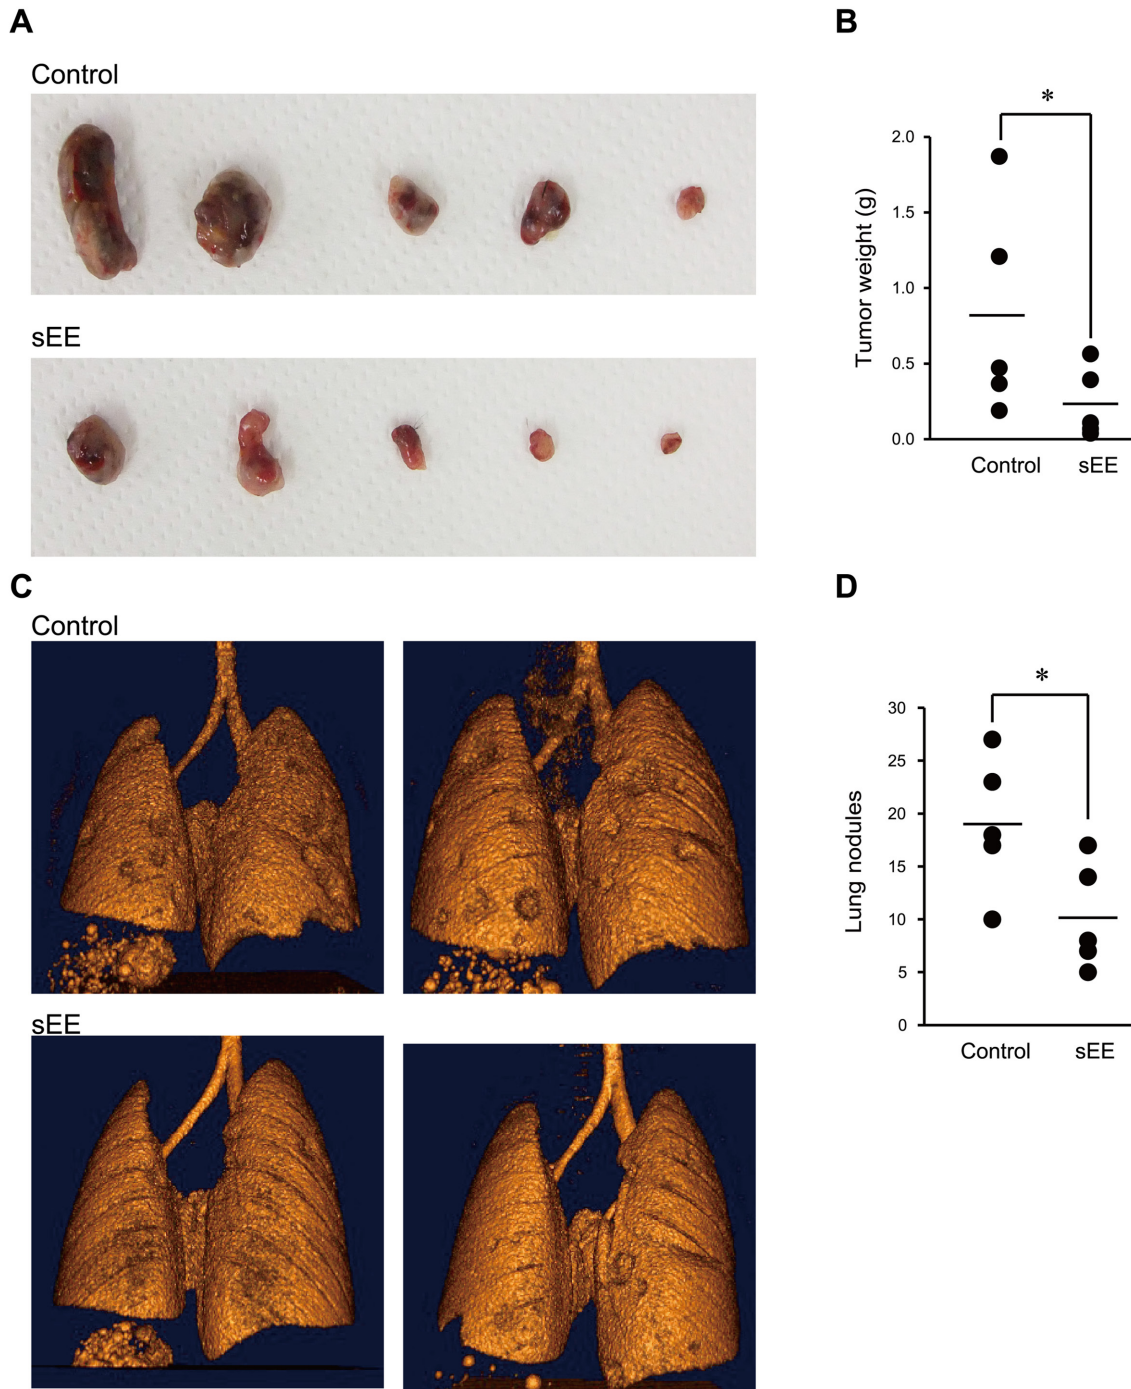 A
Control
sEE
B
*
Tumor weight (g)
2.0
1.5
1.0
0.5
0.0
Control
sEE
C
Control
sEE
D
*
Lung nodules
30
25
20
15
10
5
0
Control
sEE